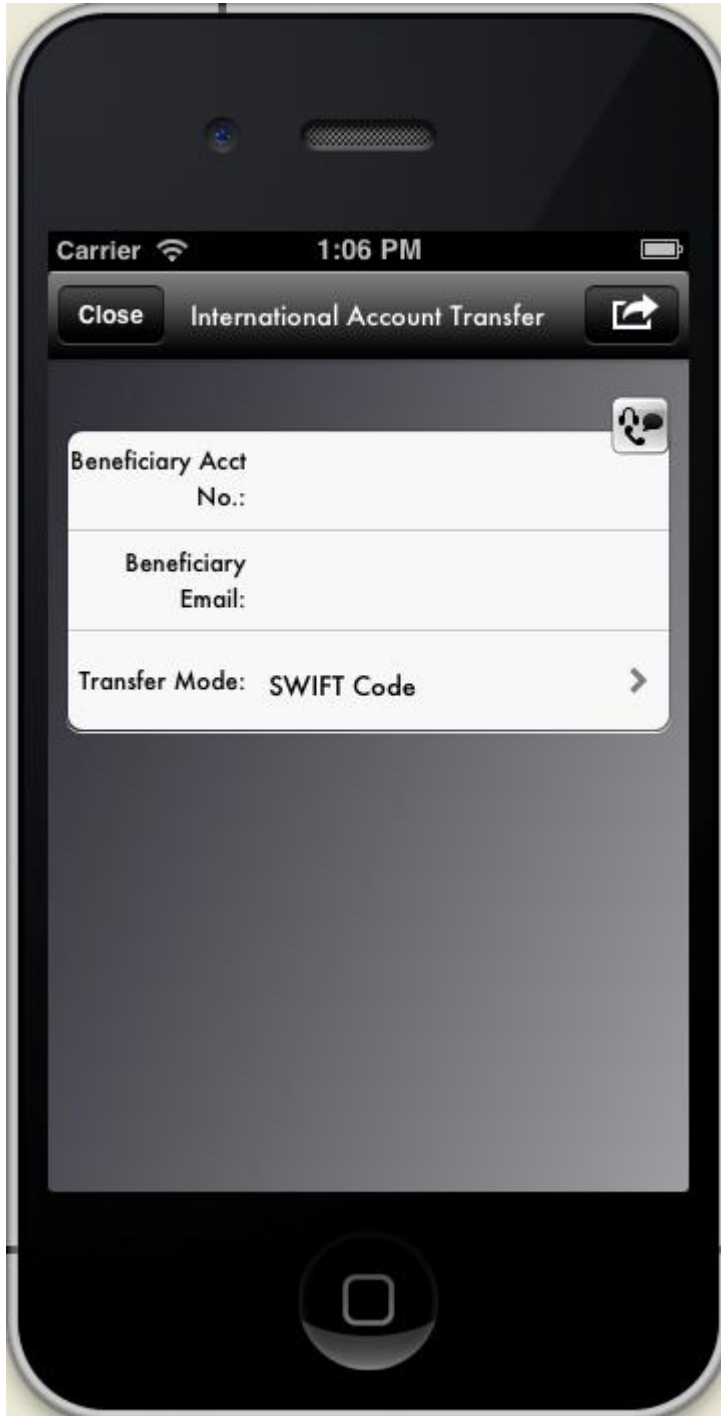 Carrier 1:06 PM
Close International Account Transfer
Beneficiary Acct
No.:
Beneficiary
Email:
Transfer Mode: SWIFT Code